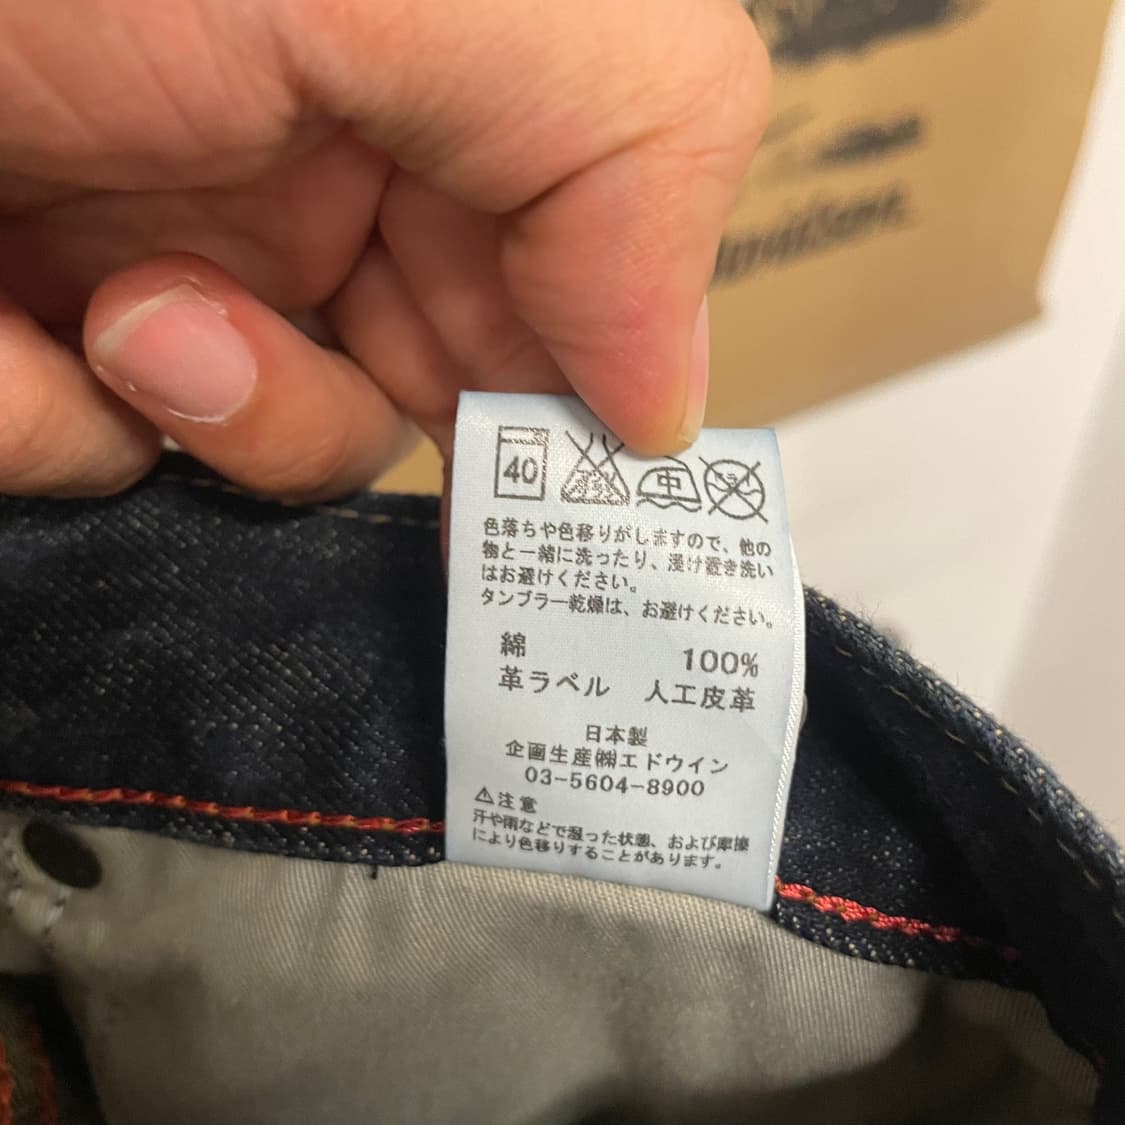 40
中
色落ちや色移りがしますので、他の
物と一緒に洗ったり、浸け置き洗い
はお避けください。
タンブラー乾燥は、お避けください。
綿 100%
革ラベル 人工皮革
日本製
企画生産㈱エドウイン
03-5604-8900
⚠注意
汗や雨などで湿った状態、および摩擦
により色移りすることがあります。